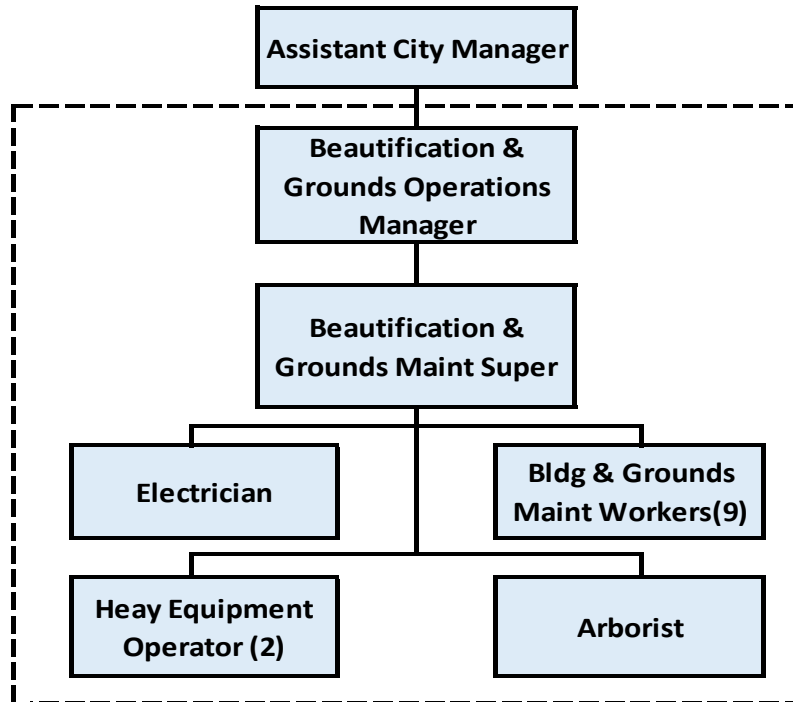 Assistant City Manager
Beautification &
Grounds Operations
Manager
Beautification &
Grounds Maint Super
Electrician
Bldg & Grounds
Maint Workers(9)
Heay Equipment
Operator (2)
Arborist